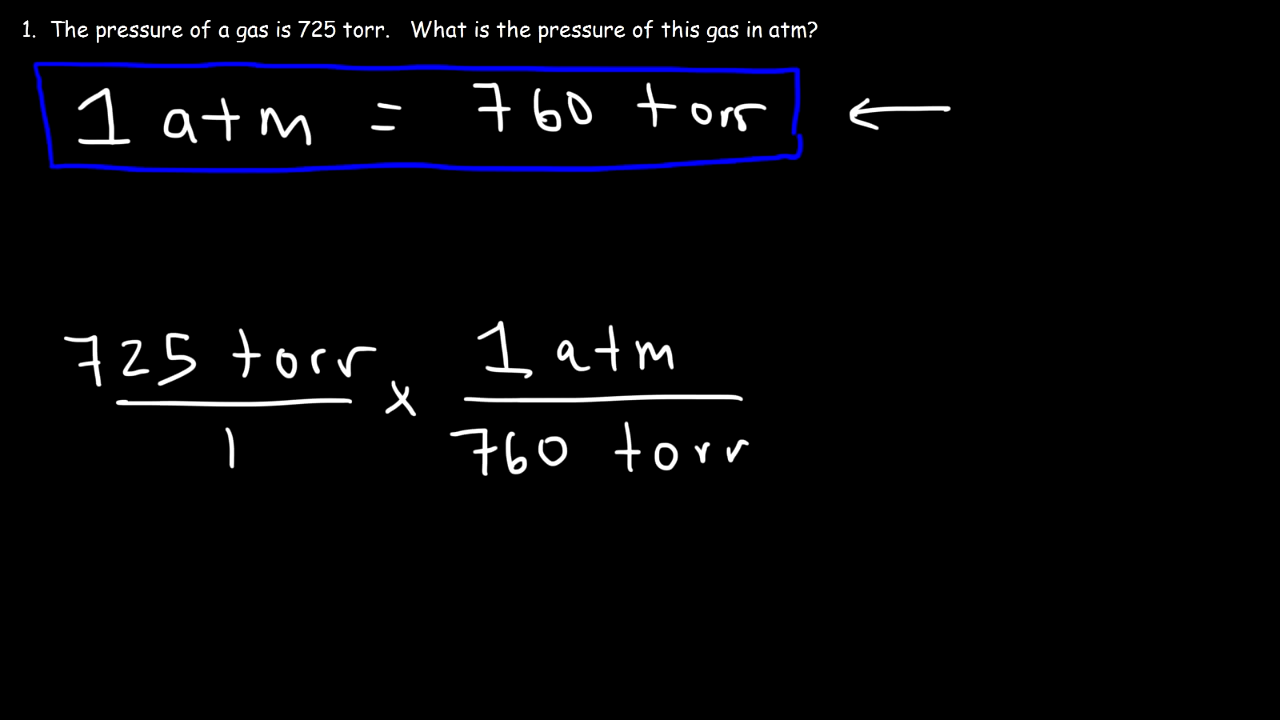 1. The pressure of a gas is 725 torr. What is the pressure of this gas in atm?
1 atm = 760 torr ←
725 torr / 1 x 1 atm / 760 torr